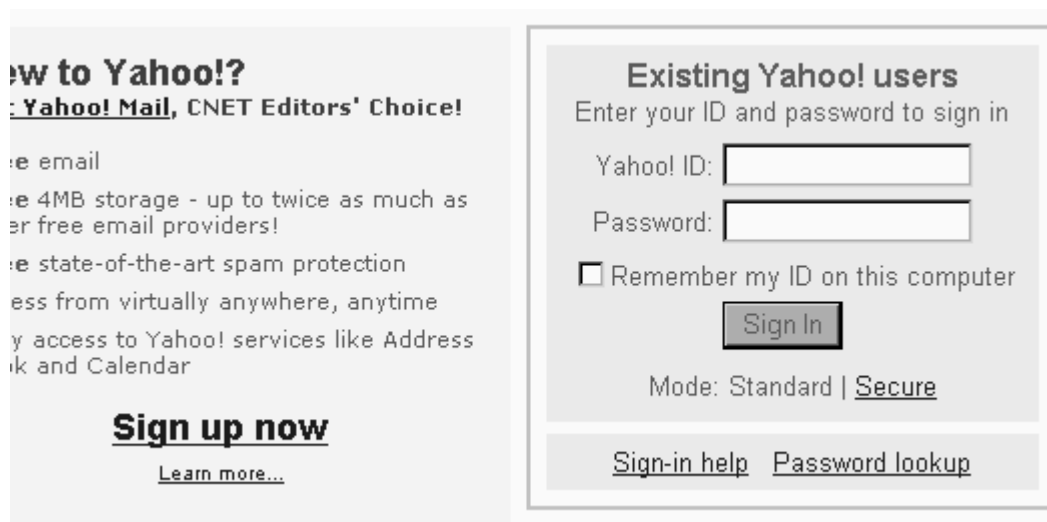 ew to Yahoo!?
t Yahoo! Mail, CNET Editors' Choice!
ee email
ee 4MB storage - up to twice as much as
er free email providers!
ee state-of-the-art spam protection
ess from virtually anywhere, anytime
y access to Yahoo! services like Address
ok and Calendar
Sign up now
Learn more...
Existing Yahoo! users
Enter your ID and password to sign in
Yahoo! ID:
Password:
Remember my ID on this computer
Sign In
Mode: Standard | Secure
Sign-in help Password lookup